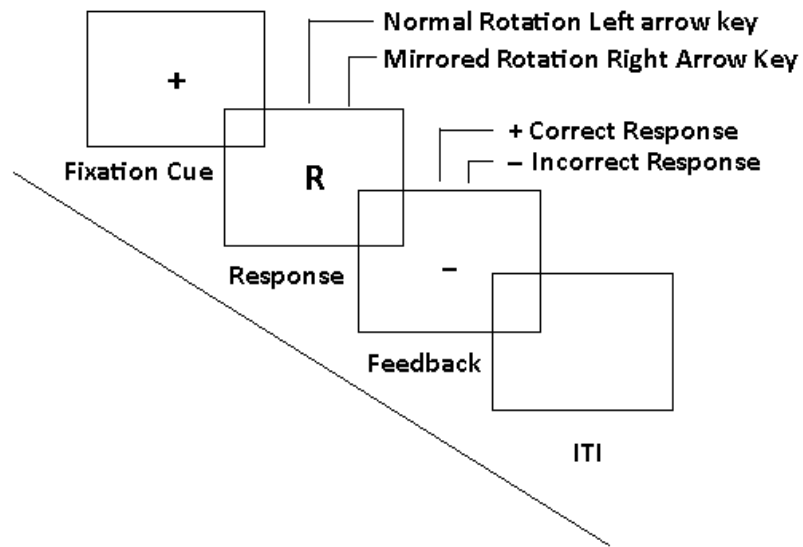 Normal Rotation Left arrow key
Mirrored Rotation Right Arrow Key
+
Fixation Cue
R
+ Correct Response
– Incorrect Response
Response
–
Feedback
ITI